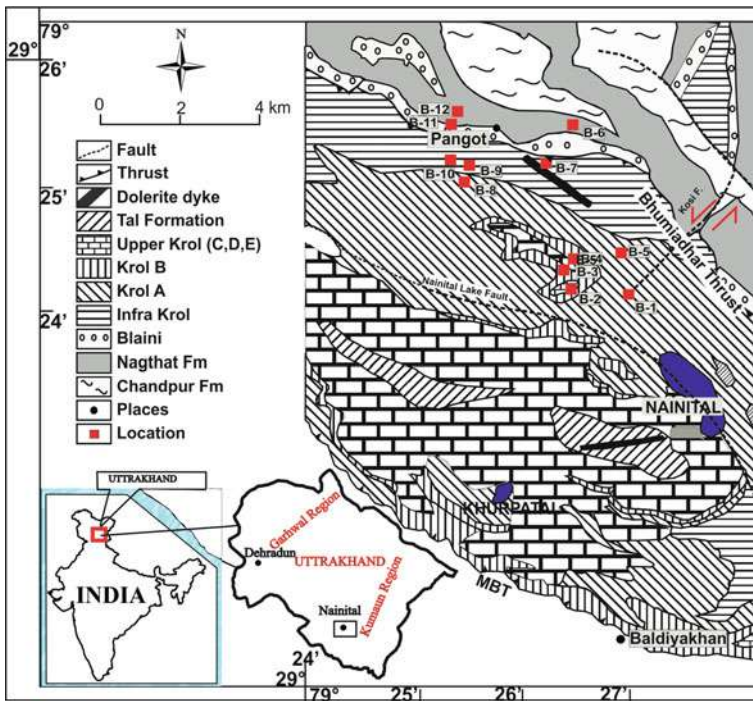 29°
79°
26'
25'
24'
N
0 2 4 km
Fault
Thrust
Dolerite dyke
Tal Formation
Upper Krol (C,D,E)
Krol B
Krol A
Infra Krol
Blaini
Nagthat Fm
Chandpur Fm
Places
Location
B-12
B-11
Pangot
B-6
B-10
B-9
B-8
B-7
Kosi F.
Bhumiadhar Thrust
B-5
B-3
B-2
B-1
Nainital Lake Fault
NAINITAL
KHURPATAL
MBT
Baldiyakhan
UTTRAKHAND
INDIA
Garhwal Region
Dehradun
UTTRAKHAND
Kumaun Region
Nainital
24'
29°
79° 25' 26' 27'